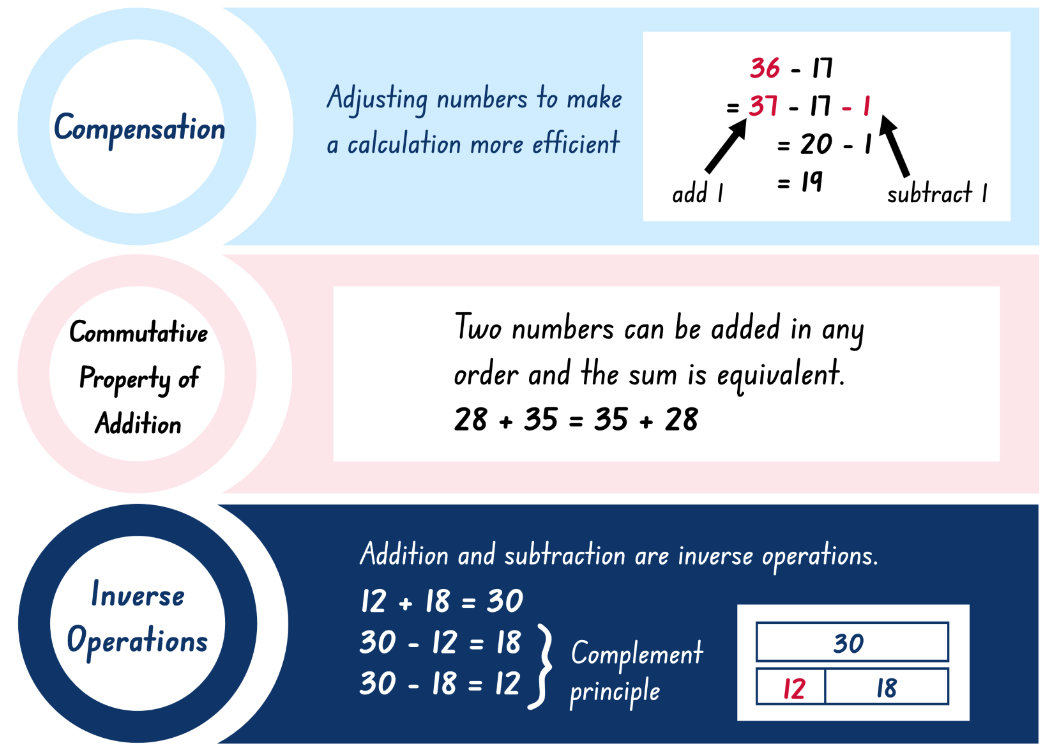 Compensation
Adjusting numbers to make
a calculation more efficient
36 - 17
= 37 - 17 - 1
= 20 - 1
= 19
add 1
subtract 1
Commutative
Property of
Addition
Two numbers can be added in any
order and the sum is equivalent.
28 + 35 = 35 + 28
Inverse
Operations
Addition and subtraction are inverse operations.
12 + 18 = 30
30 - 12 = 18
30 - 18 = 12
Complement
principle
30
12 18